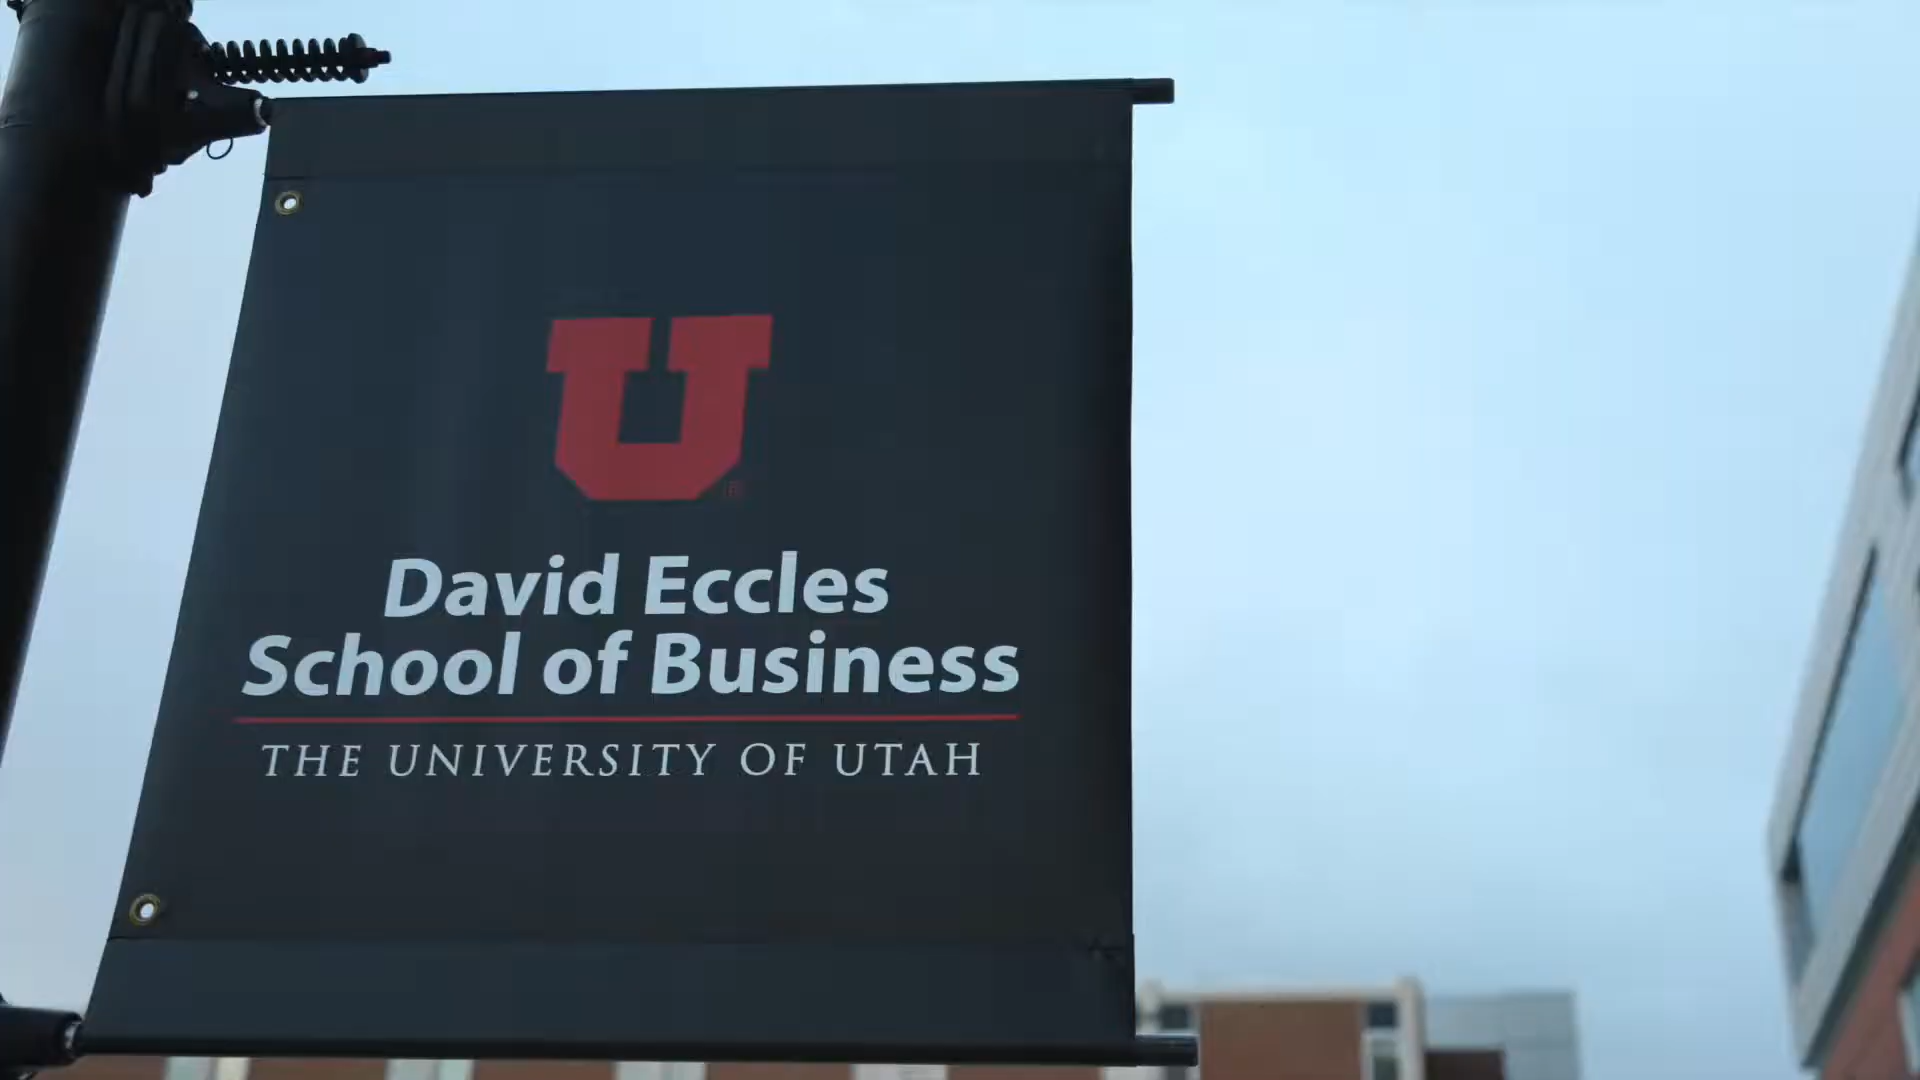 U®
David Eccles
School of Business
THE UNIVERSITY OF UTAH